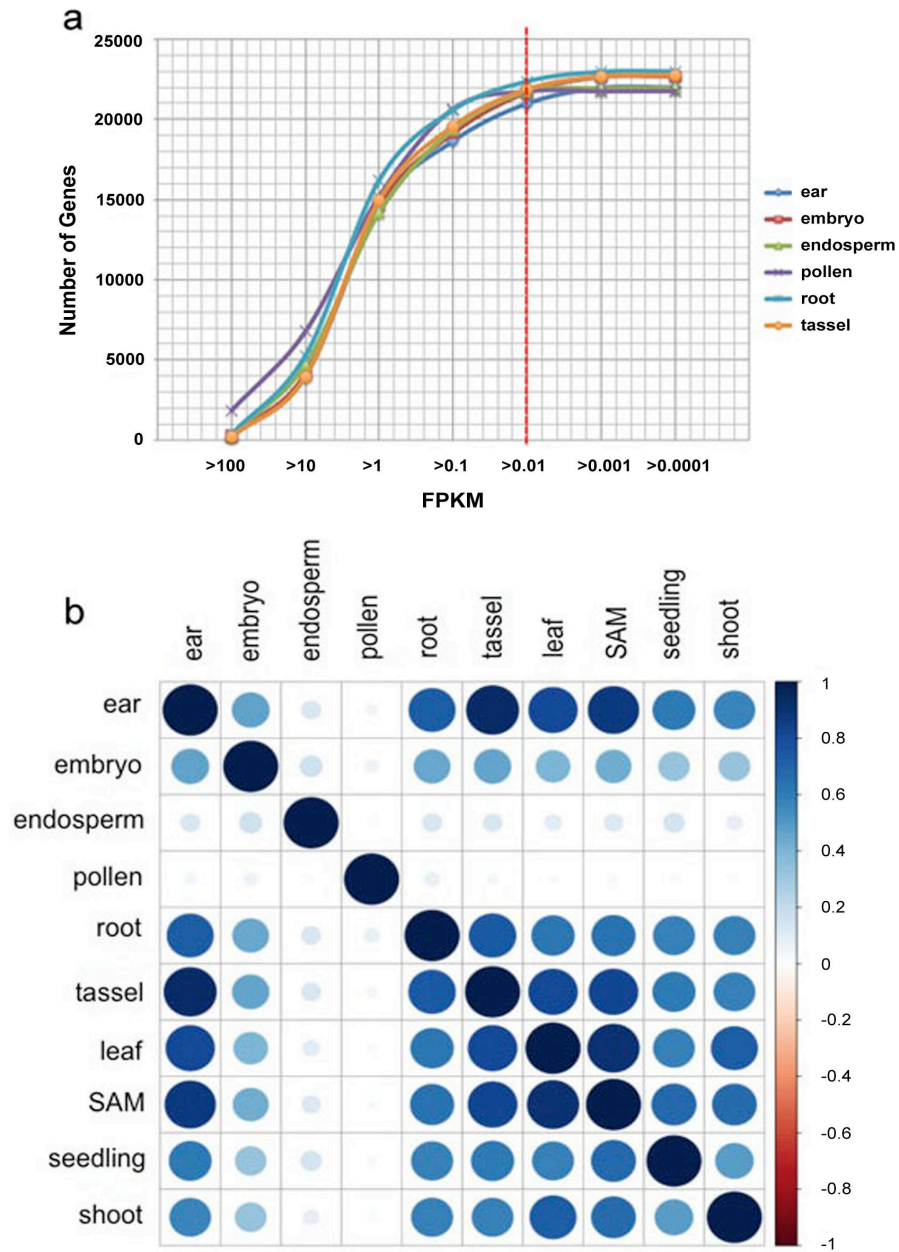 a
25000
20000
15000
10000
5000
0
Number of Genes
>100 >10 >1 >0.1 >0.01 >0.001 >0.0001
FPKM
ear
embryo
endosperm
pollen
root
tassel
b
ear embryo endosperm pollen root tassel leaf SAM seedling shoot
ear
embryo
endosperm
pollen
root
tassel
leaf
SAM
seedling
shoot
1
0.8
0.6
0.4
0.2
0
-0.2
-0.4
-0.6
-0.8
-1